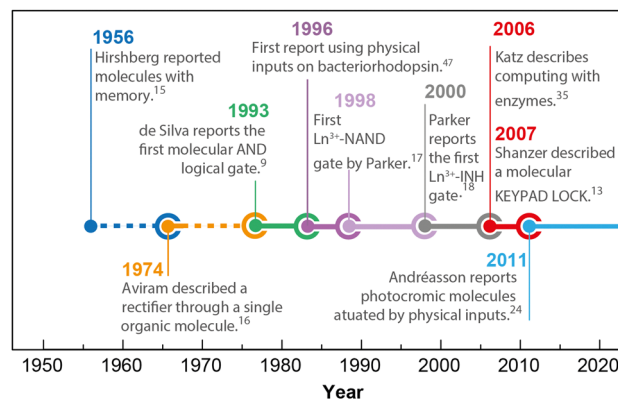 1956
Hirshberg reported
molecules with
memory.15
1974
Aviram described a
rectifier through a single
organic molecule.16
1993
de Silva reports the
first molecular AND
logical gate.9
1996
First report using physical
inputs on bacteriorhodopsin.47
1998
First
Ln3+-NAND
gate by Parker.17
2000
Parker
reports
the first
Ln3+-INH
gate.18
2006
Katz describes
computing with
enzymes.35
2007
Shanzer described
a molecular
KEYPAD LOCK.13
2011
Andréasson reports
photocromic molecules
atuated by physical inputs.24
1950 1960 1970 1980 1990 2000 2010 2020
Year